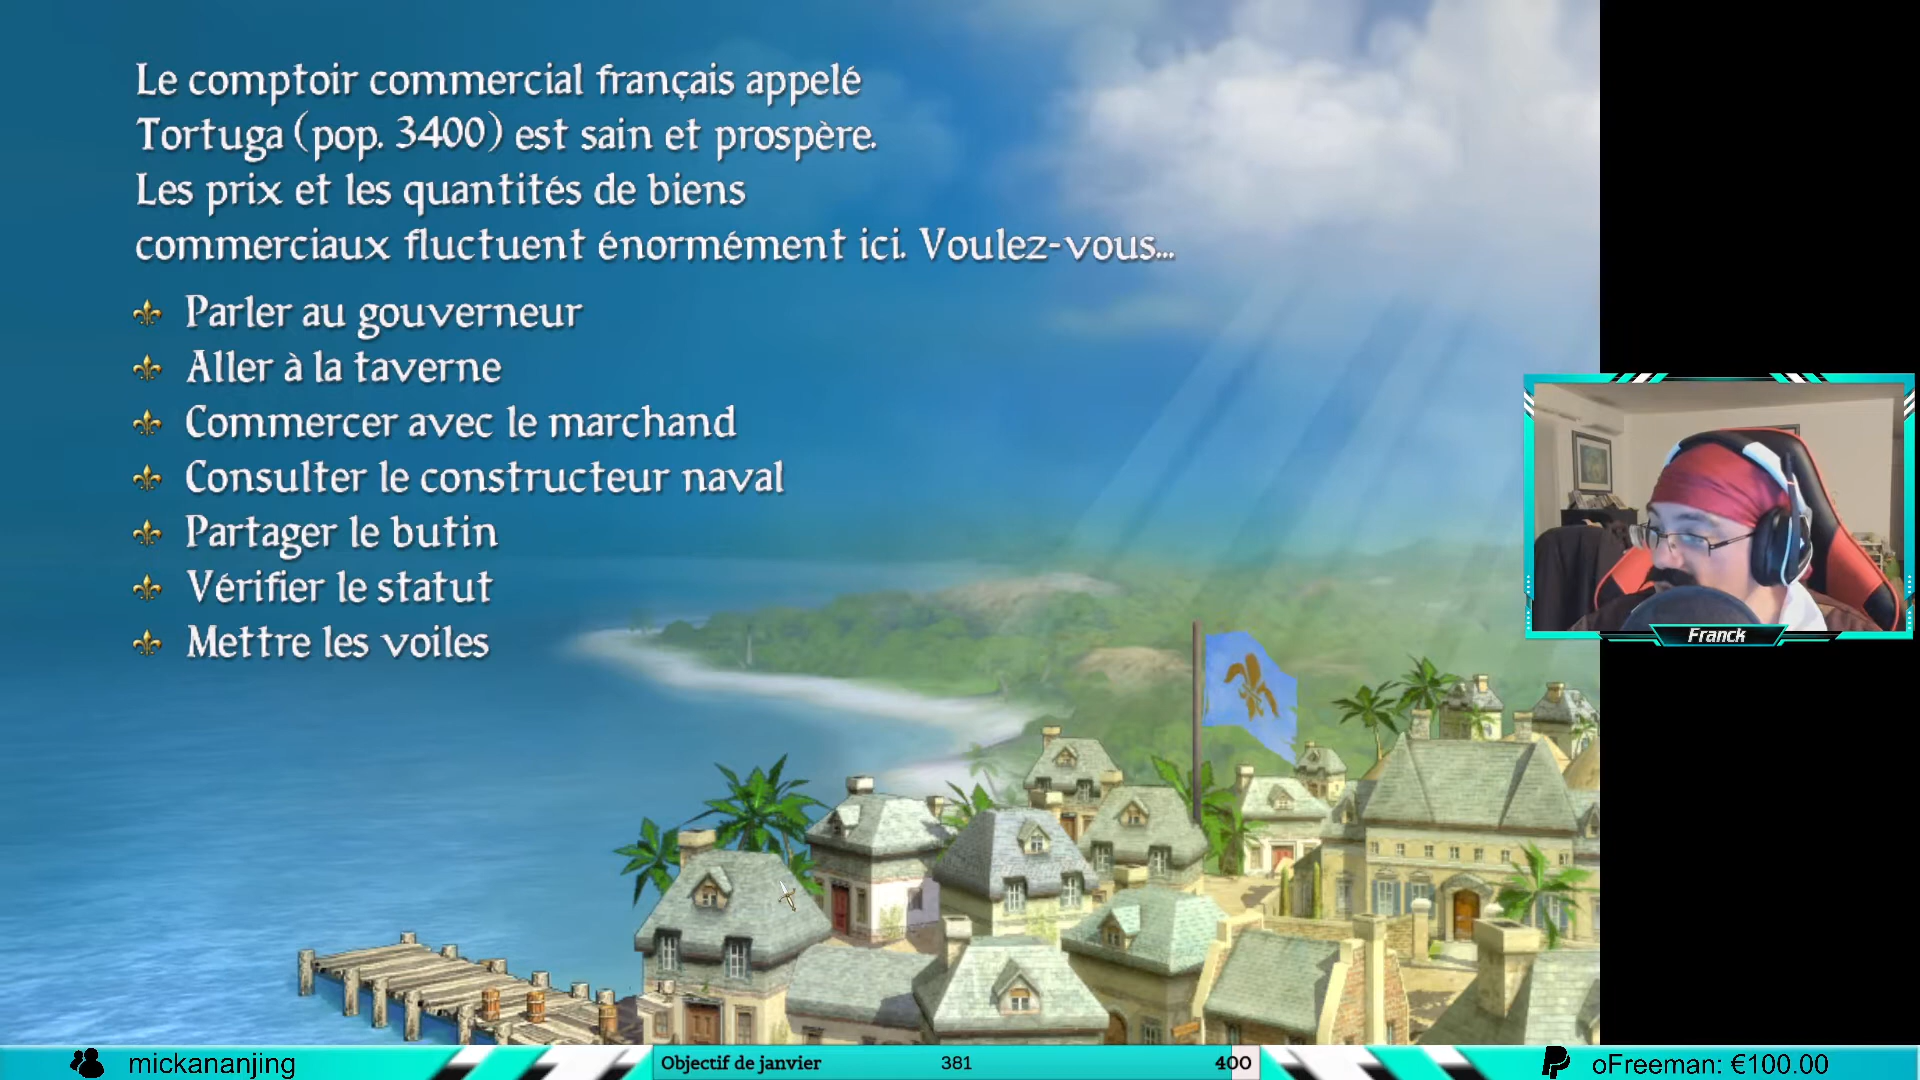 Le comptoir commercial français appelé
Tortuga (pop. 3400) est sain et prospère.
Les prix et les quantités de biens
commerciaux fluctuent énormément ici. Voulez-vous...
Parler au gouverneur
Aller à la taverne
Commercer avec le marchand
Consulter le constructeur naval
Partager le butin
Vérifier le statut
Mettre les voiles
Franck
mickananjing
Objectif de janvier 381 400
oFreeman: €100.00